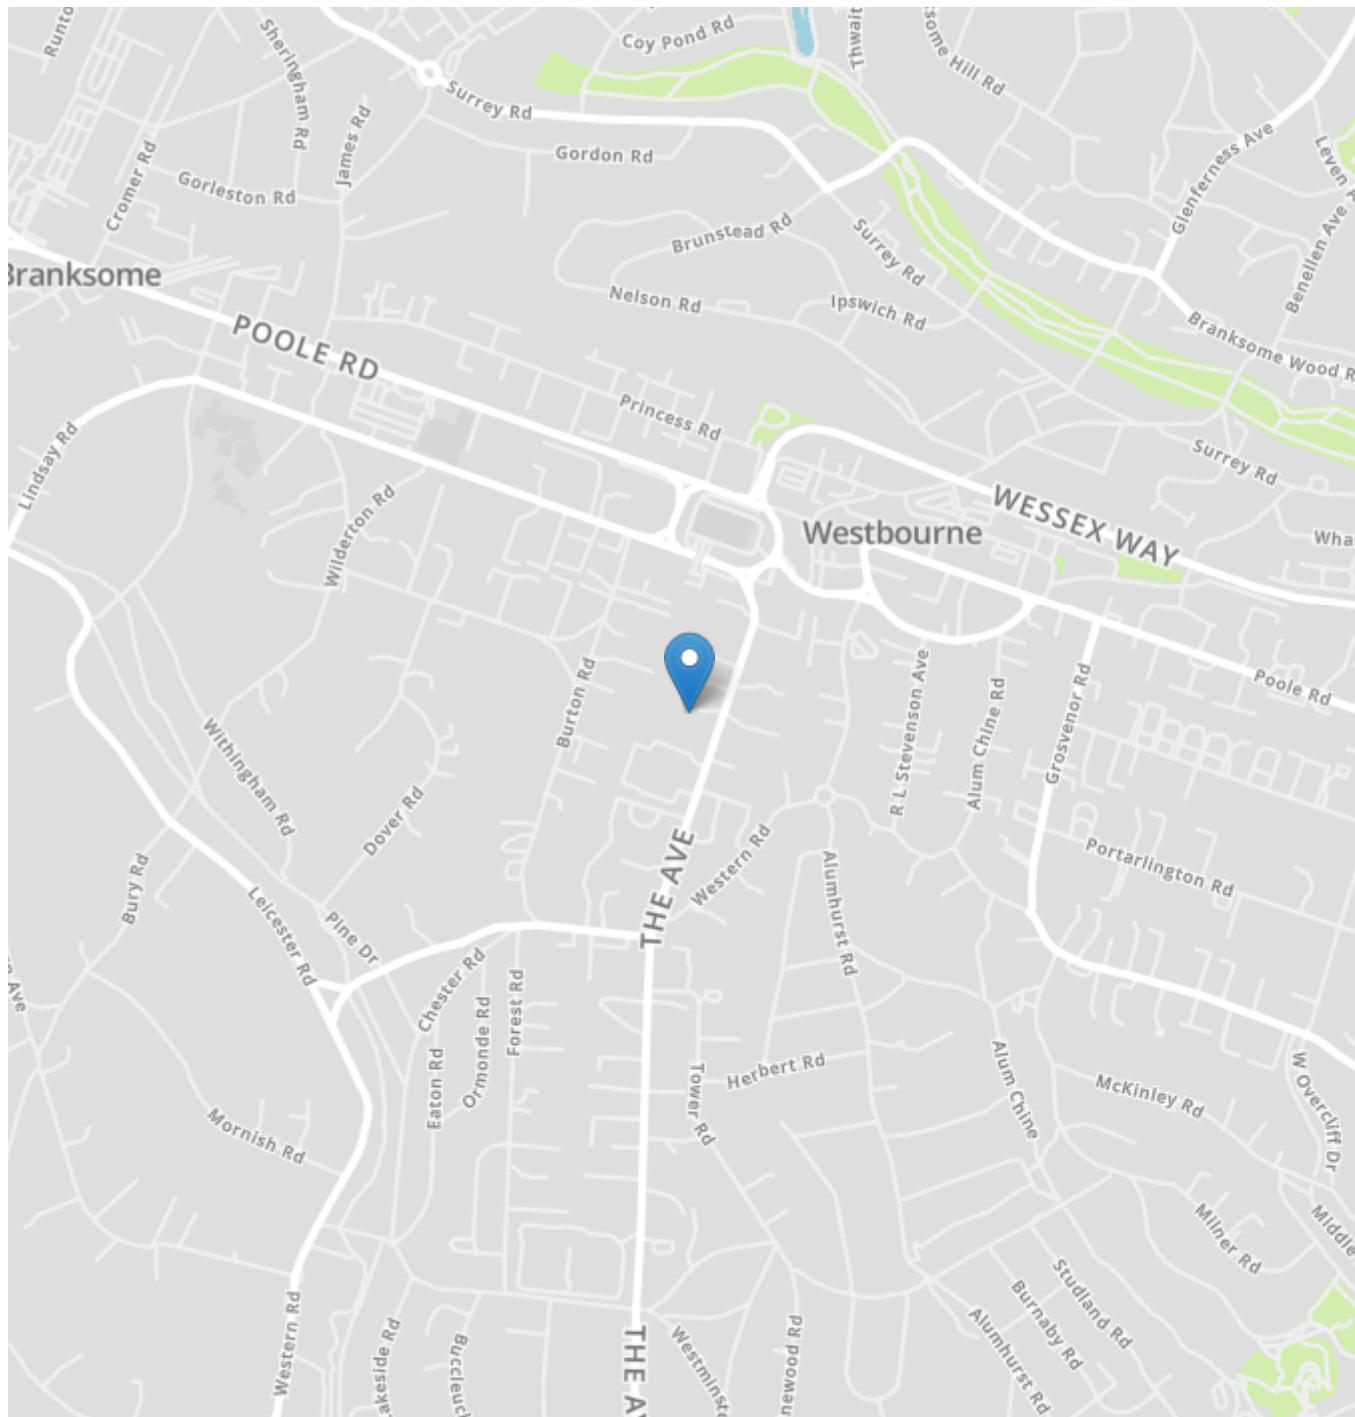 Coy Pond Rd
Surrey Rd
Sheringham Rd
James Rd
Cromer Rd
Gorleston Rd
Gordon Rd
Glenferness Ave
Benellen Ave
Brunstead Rd
Surrey Rd
Branksome
Nelson Rd
Ipswich Rd
POOLE RD
Princess Rd
Lindsay Rd
Surrey Rd
Wilderton Rd
WESSEX WAY
Westbourne
Burton Rd
R L Stevenson Ave
Alum Chine Rd
Grosvenor Rd
Poole Rd
Withingham Rd
Dover Rd
THE AVE
Western Rd
Portarlington Rd
Bury Rd
Alumhurst Rd
Leicester Rd
Pine Dr
Chester Rd
Ormonde Rd
Forest Rd
Eaton Rd
Tower Rd
Herbert Rd
Alum Chine
McKinley Rd
W Overcliff Dr
Mornish Rd
Milner Rd
Middle
Studland Rd
Burnaby Rd
Alumhurst Rd
Western Rd